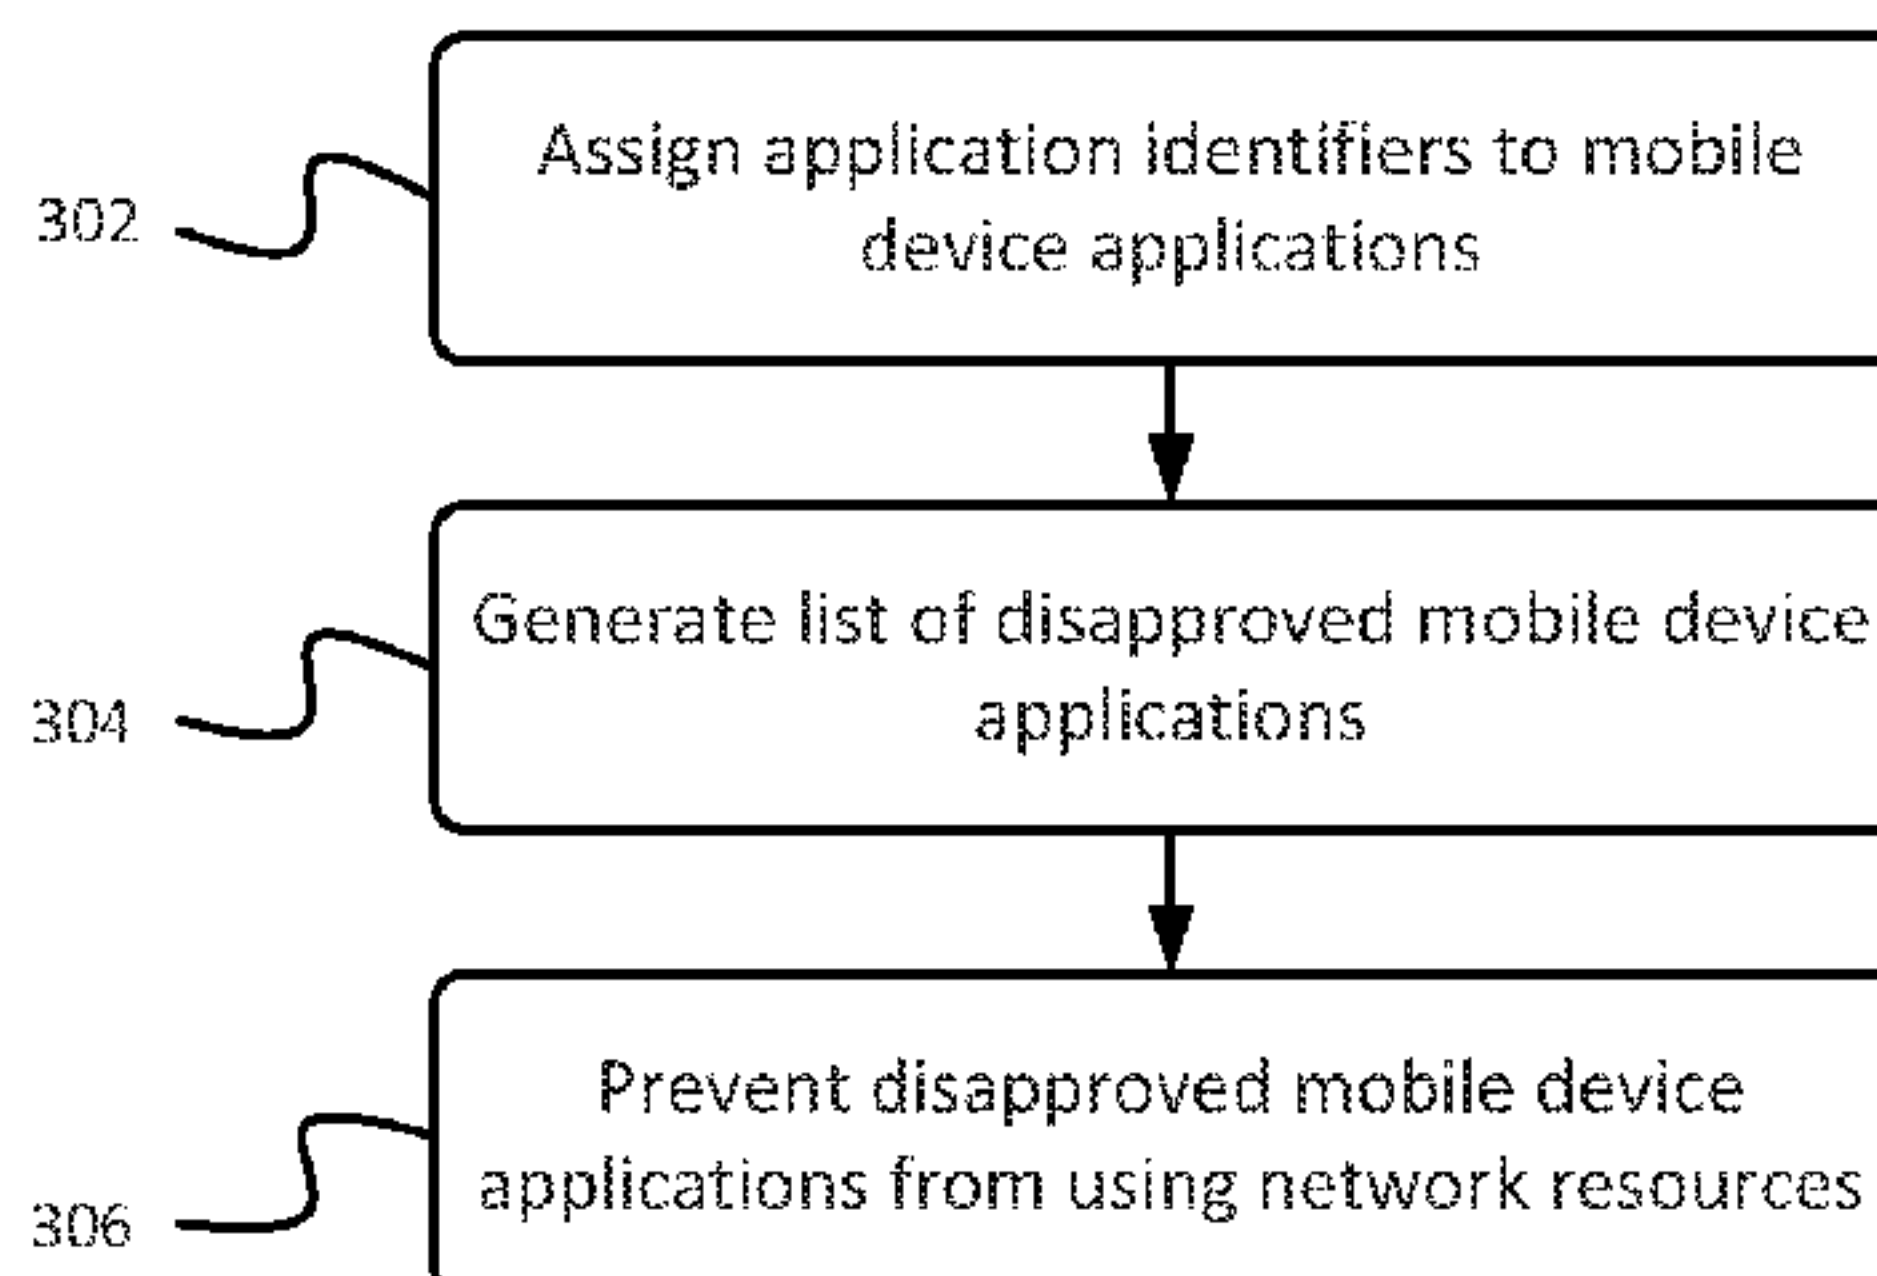 302
Assign application identifiers to mobile
device applications
304
Generate list of disapproved mobile device
applications
306
Prevent disapproved mobile device
applications from using network resources